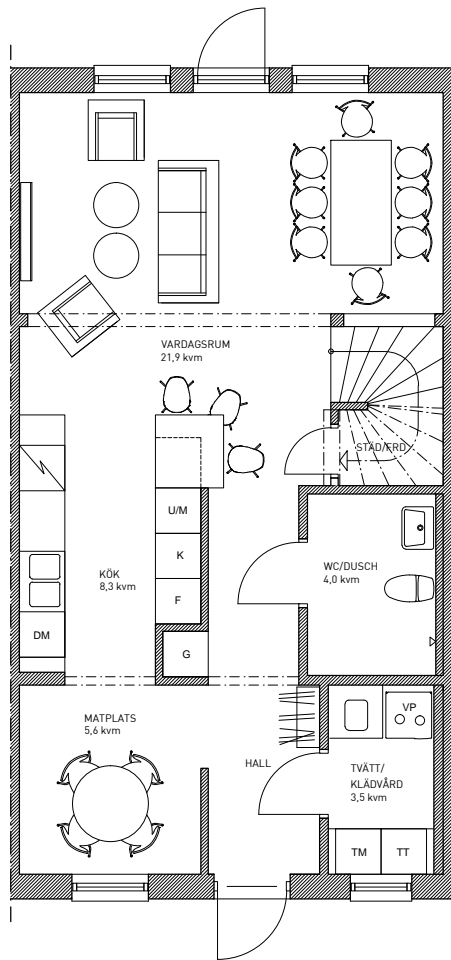 VARDAGSRUM
21,9 kvm
STÄD/FRD
U/M
K
F
G
KÖK
8,3 kvm
DM
WC/DUSCH
4,0 kvm
MATPLATS
5,6 kvm
HALL
VP
TVÄTT/
KLÄDVÅRD
3,5 kvm
TM
TT